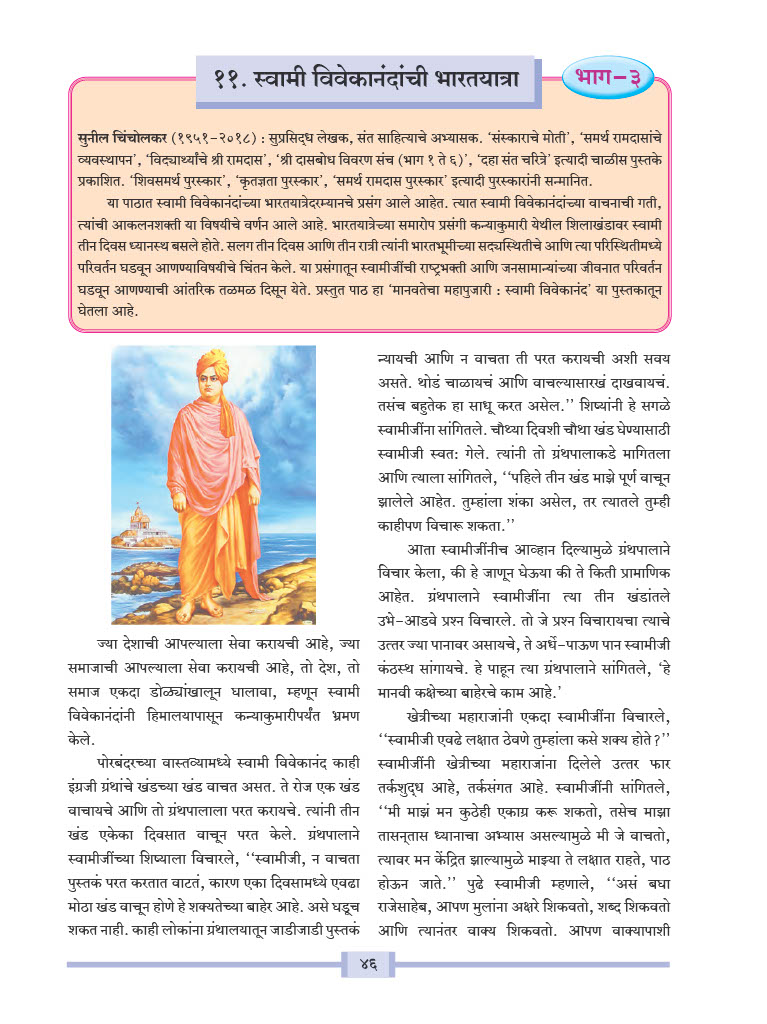 ११. स्वामी विवेकानंदांची भारतयात्रा
भाग-३
सुनील चिंचोलकर (१९५१-२०१८) : सुप्रसिद्ध लेखक, संत साहित्याचे अभ्यासक. ‘संस्काराचे मोती’, ‘समर्थ रामदासांचे
व्यवस्थापन’, ‘विद्यार्थ्यांचे श्री रामदास’, ‘श्री दासबोध विवरण संच (भाग १ ते ६)’, ‘दहा संत चरित्रे’ इत्यादी चाळीस पुस्तके
प्रकाशित. ‘शिवसमर्थ पुरस्कार’, ‘कृतज्ञता पुरस्कार’, ‘समर्थ रामदास पुरस्कार’ इत्यादी पुरस्कारांनी सन्मानित.
या पाठात स्वामी विवेकानंदांच्या भारतयात्रेदरम्यानचे प्रसंग आले आहेत. त्यात स्वामी विवेकानंदांच्या वाचनाची गती,
त्यांची आकलनशक्ती या विषयीचे वर्णन आले आहे. भारतयात्रेच्या समारोप प्रसंगी कन्याकुमारी येथील शिलाखंडावर स्वामी
तीन दिवस ध्यानस्थ बसले होते. सलग तीन दिवस आणि तीन रात्री त्यांनी भारतभूमीच्या सद्यस्थितीचे आणि त्या परिस्थितीमध्ये
परिवर्तन घडवून आणण्याविषयीचे चिंतन केले. या प्रसंगातून स्वामीजींची राष्ट्रभक्ती आणि जनसामान्यांच्या जीवनात परिवर्तन
घडवून आणण्याची आंतरिक तळमळ दिसून येते. प्रस्तुत पाठ हा ‘मानवतेचा महापुजारी : स्वामी विवेकानंद’ या पुस्तकातून
घेतला आहे.
ज्या देशाची आपल्याला सेवा करायची आहे, ज्या
समाजाची आपल्याला सेवा करायची आहे, तो देश, तो
समाज एकदा डोळ्यांखालून घालावा, म्हणून स्वामी
विवेकानंदांनी हिमालयापासून कन्याकुमारीपर्यंत भ्रमण
केले.
पोरबंदरच्या वास्तव्यामध्ये स्वामी विवेकानंद काही
इंग्रजी ग्रंथांचे खंडच्या खंड वाचत असत. ते रोज एक खंड
वाचायचे आणि तो ग्रंथपालाला परत करायचे. त्यांनी तीन
खंड एकेका दिवसात वाचून परत केले. ग्रंथपालाने
स्वामीजींच्या शिष्याला विचारले, ‘‘स्वामीजी, न वाचता
पुस्तकं परत करतात वाटतं, कारण एका दिवसामध्ये एवढा
मोठा खंड वाचून होणे हे शक्यतेच्या बाहेर आहे. असे घडूच
शकत नाही. काही लोकांना ग्रंथालयातून जाडीजाडी पुस्तकं
न्यायची आणि न वाचता ती परत करायची अशी सवय
असते. थोडं चाळायचं आणि वाचल्यासारखं दाखवायचं.
तसंच बहुतेक हा साधू करत असेल.’’ शिष्यांनी हे सगळे
स्वामीजींना सांगितले. चौथ्या दिवशी चौथा खंड घेण्यासाठी
स्वामीजी स्वत: गेले. त्यांनी तो ग्रंथपालाकडे मागितला
आणि त्याला सांगितले, ‘‘पहिले तीन खंड माझे पूर्ण वाचून
झालेले आहेत. तुम्हांला शंका असेल, तर त्यातले तुम्ही
काहीपण विचारू शकता.’’
आता स्वामीजींनीच आव्हान दिल्यामुळे ग्रंथपालाने
विचार केला, की हे जाणून घेऊया की ते किती प्रामाणिक
आहेत. ग्रंथपालाने स्वामीजींना त्या तीन खंडांतले
उभे-आडवे प्रश्न विचारले. तो जे प्रश्न विचारायचा त्याचे
उत्तर ज्या पानावर असायचे, ते अर्धे-पाऊण पान स्वामीजी
कंठस्थ सांगायचे. हे पाहून त्या ग्रंथपालाने सांगितले, ‘हे
मानवी कक्षेच्या बाहेरचे काम आहे.’
खेत्रीच्या महाराजांनी एकदा स्वामीजींना विचारले,
‘‘स्वामीजी एवढे लक्षात ठेवणे तुम्हांला कसे शक्य होते?’’
स्वामीजींनी खेत्रीच्या महाराजांना दिलेले उत्तर फार
तर्कशुद्ध आहे, तर्कसंगत आहे. स्वामीजींनी सांगितले,
‘‘मी माझं मन कुठेही एकाग्र करू शकतो, तसेच माझा
तासन्‌तास ध्यानाचा अभ्यास असल्यामुळे मी जे वाचतो,
त्यावर मन केंद्रित झाल्यामुळे माझ्या ते लक्षात राहते, पाठ
होऊन जाते.’’ पुढे स्वामीजी म्हणाले, ‘‘असं बघा
राजेसाहेब, आपण मुलांना अक्षरे शिकवतो, शब्द शिकवतो
आणि त्यानंतर वाक्य शिकवतो. आपण वाक्यापाशी
४६